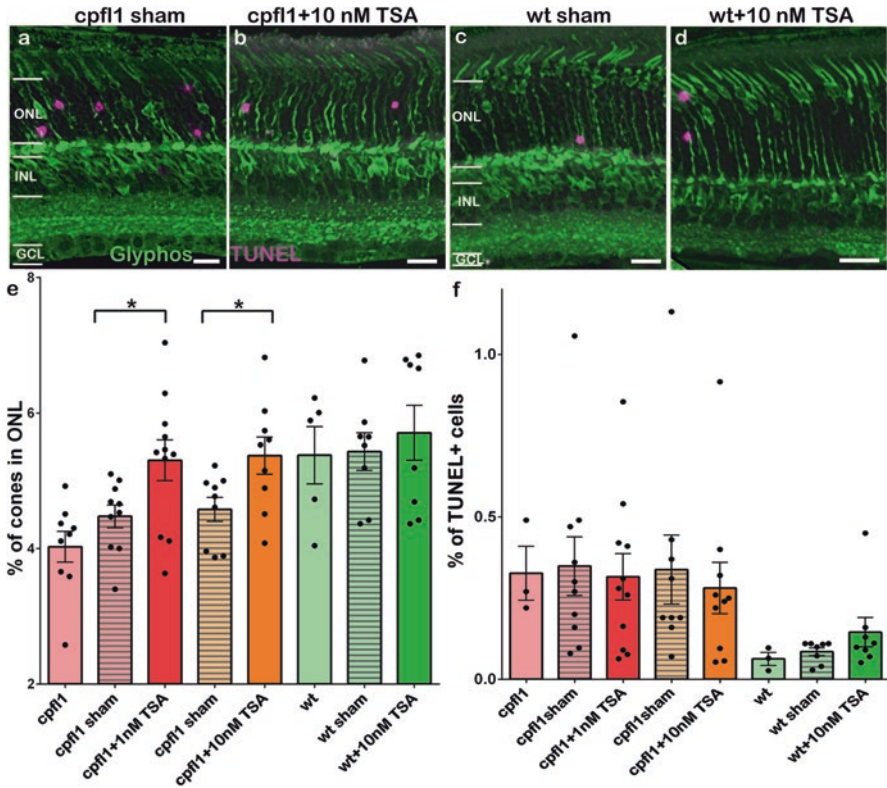 cpfl1 sham cpfl1+10 nM TSA wt sham wt+10 nM TSA
a b c d
ONL ONL
INL INL
GCL Glyphos TUNEL GCL
e f
8
6
4
2
% of cones in ONL
* *
cpfl1
cpfl1 sham
cpfl1+1nM TSA
cpfl1 sham
cpfl1+10nM TSA
wt
wt sham
wt+10nM TSA
1.0
0.5
0.0
% of TUNEL+ cells
cpfl1
cpfl1sham
cpfl1+1nM TSA
cpfl1sham
cpfl1+10nM TSA
wt
wt sham
wt+10nM TSA